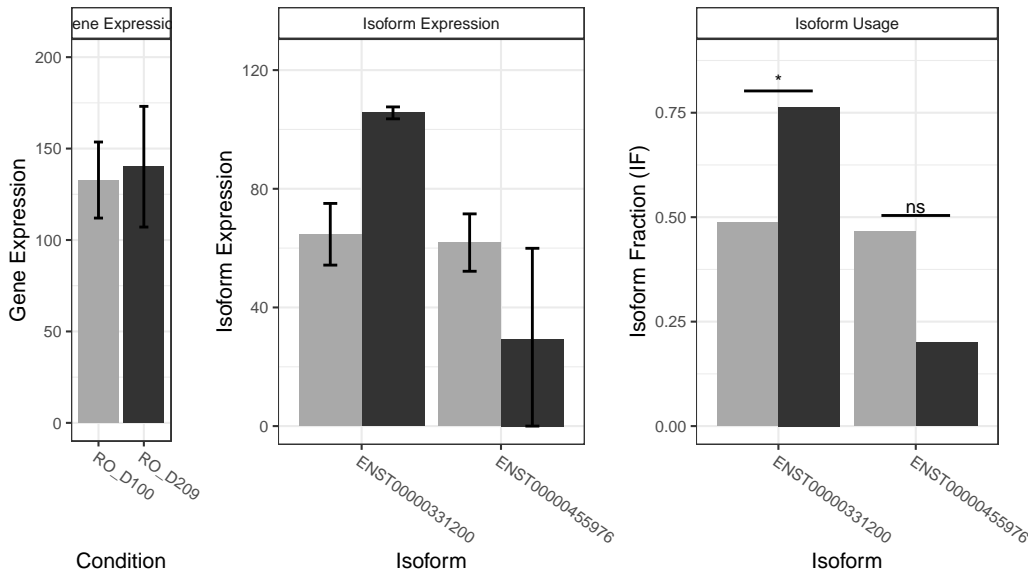 ene Expressio
Gene Expression
200
150
100
50
0
RO_D100
RO_D209
Condition
Isoform Expression
Isoform Expression
120
80
40
0
ENST00000331200
ENST00000455976
Isoform
Isoform Usage
Isoform Fraction (IF)
0.75
0.50
0.25
0.00
*
ns
ENST00000331200
ENST00000455976
Isoform